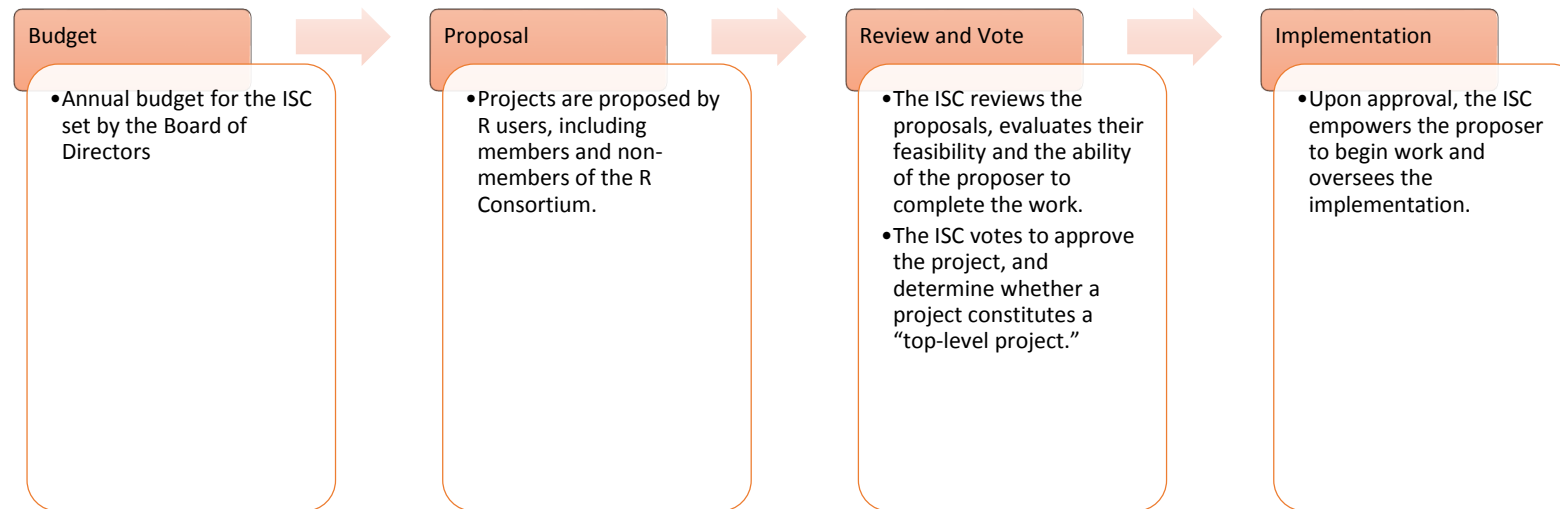 Budget
•Annual budget for the ISC
set by the Board of
Directors
Proposal
•Projects are proposed by
R users, including
members and non-
members of the R
Consortium.
Review and Vote
•The ISC reviews the
proposals, evaluates their
feasibility and the ability
of the proposer to
complete the work.
•The ISC votes to approve
the project, and
determine whether a
project constitutes a
“top-level project.”
Implementation
•Upon approval, the ISC
empowers the proposer
to begin work and
oversees the
implementation.